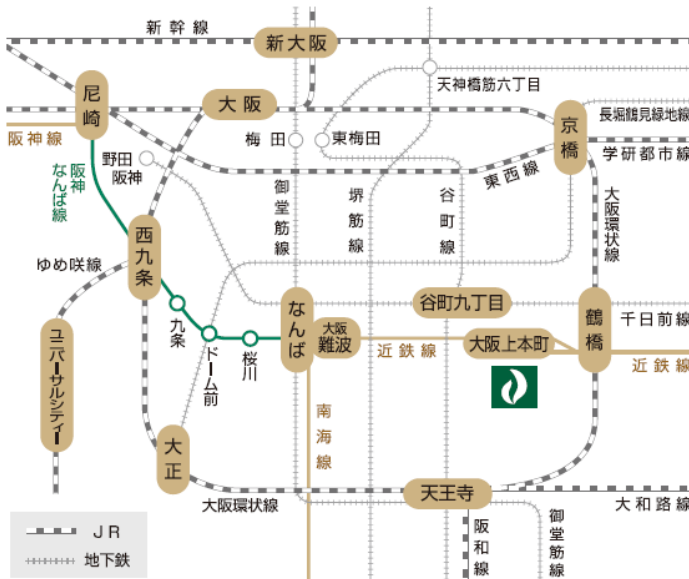 新幹線
新大阪
天神橋筋六丁目
尼崎
大阪
長堀鶴見緑地線
阪神線
梅田
東梅田
京橋
学研都市線
野田
阪神
東西線
阪神
なんば線
御堂筋線
堺筋線
谷町線
大阪環状線
西九条
ゆめ咲線
なんば
谷町九丁目
鶴橋
千日前線
九条
ドーム前
桜川
大阪
難波
近鉄線
大阪上本町
近鉄線
ユニバーサルシティー
南海線
大正
大阪環状線
天王寺
大和路線
阪和線
御堂筋線
JR
地下鉄